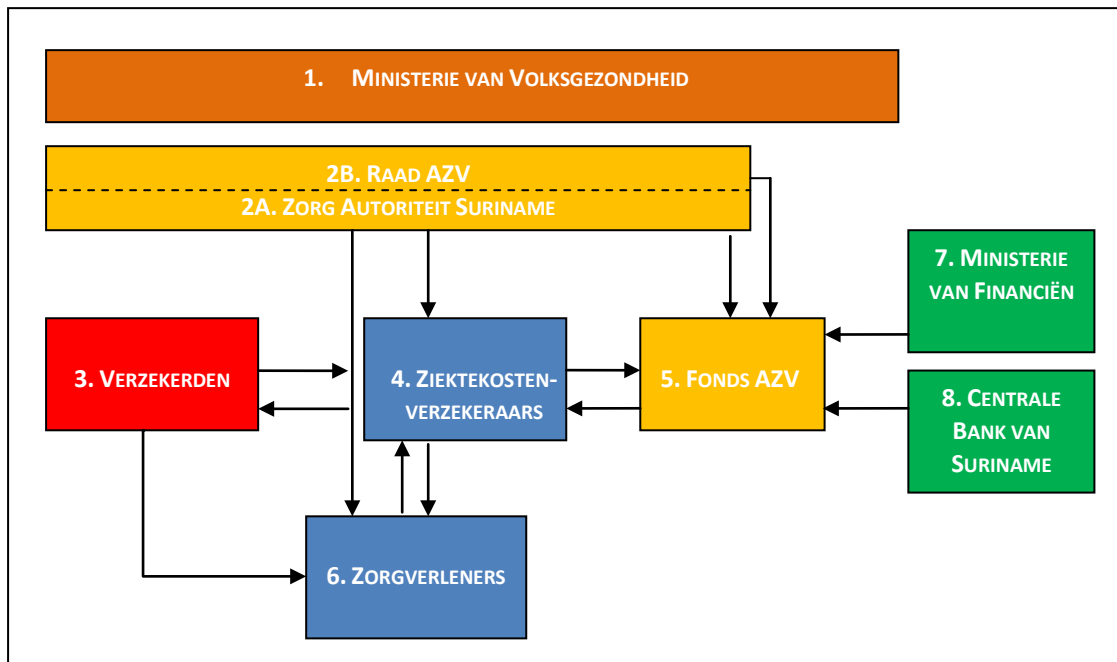 1. MINISTERIE VAN VOLKSGEZONDHEID
2B. RAAD AZV
2A. ZORG AUTORITEIT SURINAME
7. MINISTERIE
VAN FINANCIËN
3. VERZEKERDEN
4. ZIEKTEKOSTEN-
VERZEKERAARS
5. FONDS AZV
8. CENTRALE
BANK VAN
SURINAME
6. ZORGVERLENERS